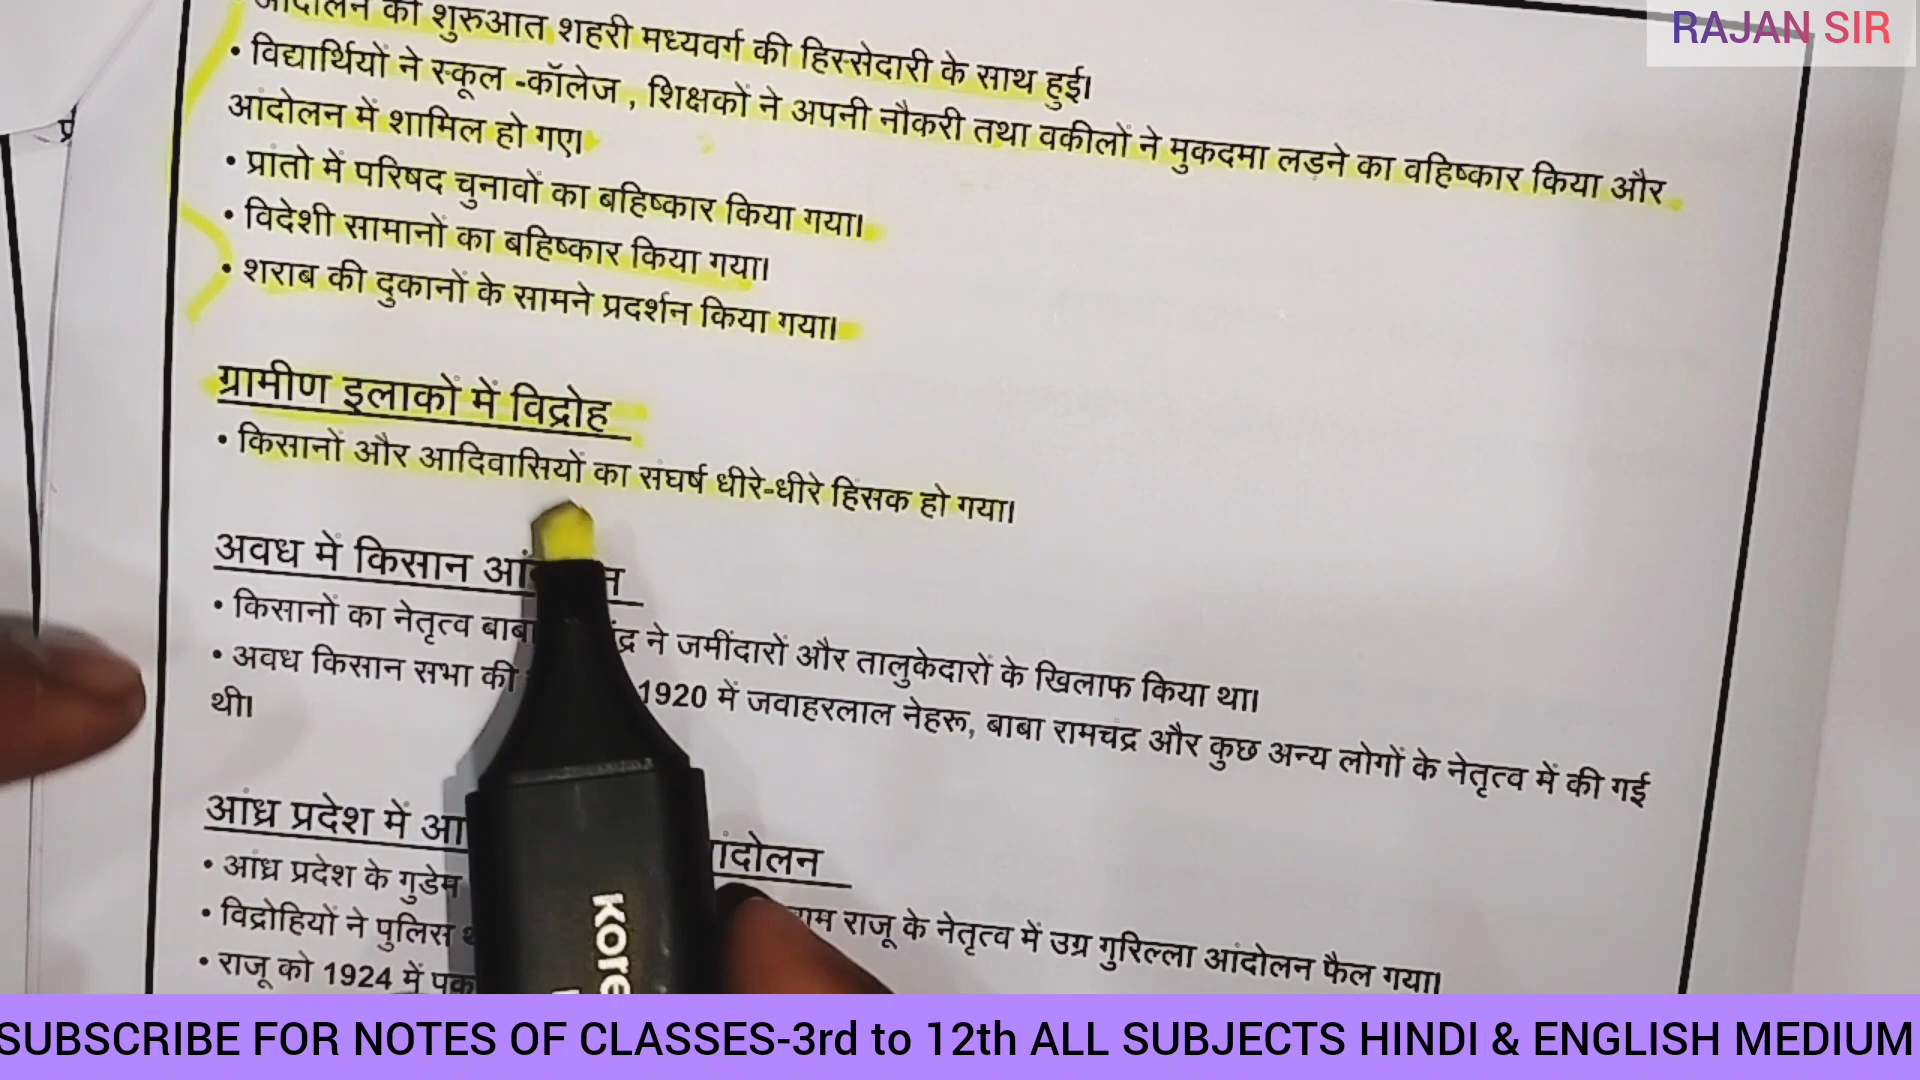 RAJAN SIR
आंदोलन की शुरुआत शहरी मध्यवर्ग की हिस्सेदारी के साथ हुई।
• विद्यार्थियों ने स्कूल -कॉलेज , शिक्षकों ने अपनी नौकरी तथा वकीलों ने मुकदमा लड़ने का वहिष्कार किया और
आंदोलन में शामिल हो गए।
• प्रांतो में परिषद चुनावों का बहिष्कार किया गया।
• विदेशी सामानों का बहिष्कार किया गया।
• शराब की दुकानों के सामने प्रदर्शन किया गया।
ग्रामीण इलाकों में विद्रोह
• किसानों और आदिवासियों का संघर्ष धीरे-धीरे हिंसक हो गया।
अवध में किसान
• किसानों का नेतृत्व बाबा ने जमींदारों और तालुकेदारों के खिलाफ किया था।
• अवध किसान सभा की 1920 में जवाहरलाल नेहरू, बाबा रामचंद्र और कुछ अन्य लोगों के नेतृत्व में की गई
थी।
आंध्र प्रदेश में
• आंध्र प्रदेश के गुडेम राजू के नेतृत्व में उग्र गुरिल्ला आंदोलन फैल गया।
• विद्रोहियों ने पुलिस
• राजू को 1924 में
Kore
SUBSCRIBE FOR NOTES OF CLASSES-3rd to 12th ALL SUBJECTS HINDI & ENGLISH MEDIUM